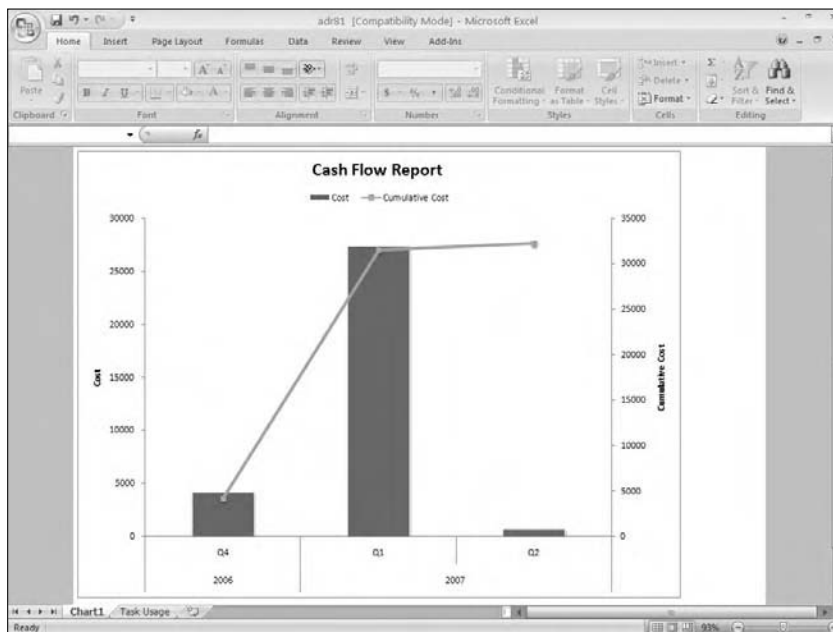 adr81 [Compatibility Mode] - Microsoft Excel
Home Insert Page Layout Formulas Data Review View Add-Ins
Paste
B I U A A A
$ % ,
Conditional Formatting Format as Table Cell Styles
Insert
Delete
Format
Σ
Sort & Filter Find & Select
Clipboard Font Alignment Number Styles Cells Editing
fx
Cash Flow Report
Cost Cumulative Cost
30000
25000
20000
15000
10000
5000
0
Cost
35000
30000
25000
20000
15000
10000
5000
0
Cumulative Cost
Q4 Q1 Q2
2006 2007
Chart1 Task Usage
Ready 93%